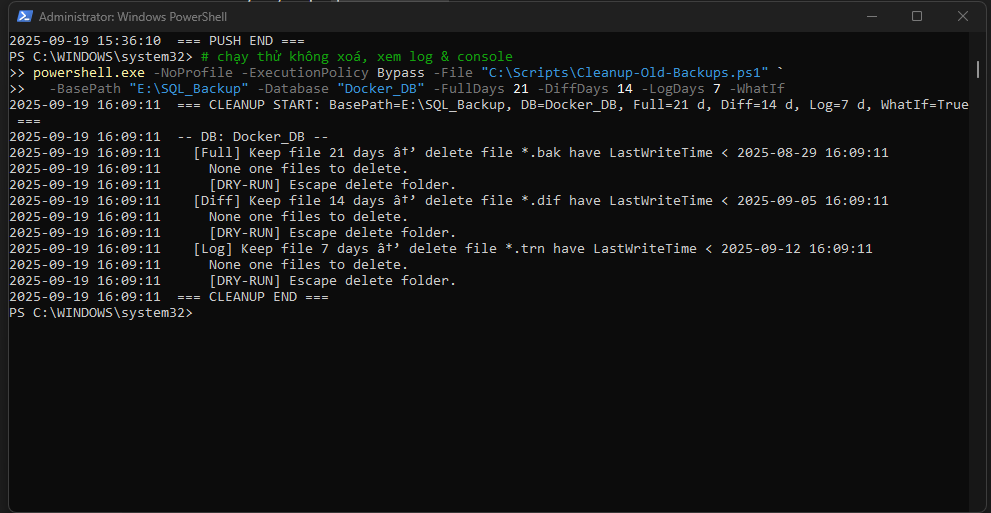 Administrator: Windows PowerShell
2025-09-19 15:36:10  === PUSH END ===
PS C:\WINDOWS\system32> # chạy thử không xoá, xem log & console
>> powershell.exe -NoProfile -ExecutionPolicy Bypass -File "C:\Scripts\Cleanup-Old-Backups.ps1" `
>>   -BasePath "E:\SQL_Backup" -Database "Docker_DB" -FullDays 21 -DiffDays 14 -LogDays 7 -WhatIf
2025-09-19 16:09:11  === CLEANUP START: BasePath=E:\SQL_Backup, DB=Docker_DB, Full=21 d, Diff=14 d, Log=7 d, WhatIf=True
 ===
2025-09-19 16:09:11  -- DB: Docker_DB --
2025-09-19 16:09:11    [Full] Keep file 21 days â†’ delete file *.bak have LastWriteTime < 2025-08-29 16:09:11
2025-09-19 16:09:11      None one files to delete.
2025-09-19 16:09:11      [DRY-RUN] Escape delete folder.
2025-09-19 16:09:11    [Diff] Keep file 14 days â†’ delete file *.dif have LastWriteTime < 2025-09-05 16:09:11
2025-09-19 16:09:11      None one files to delete.
2025-09-19 16:09:11      [DRY-RUN] Escape delete folder.
2025-09-19 16:09:11    [Log] Keep file 7 days â†’ delete file *.trn have LastWriteTime < 2025-09-12 16:09:11
2025-09-19 16:09:11      None one files to delete.
2025-09-19 16:09:11      [DRY-RUN] Escape delete folder.
2025-09-19 16:09:11  === CLEANUP END ===
PS C:\WINDOWS\system32>